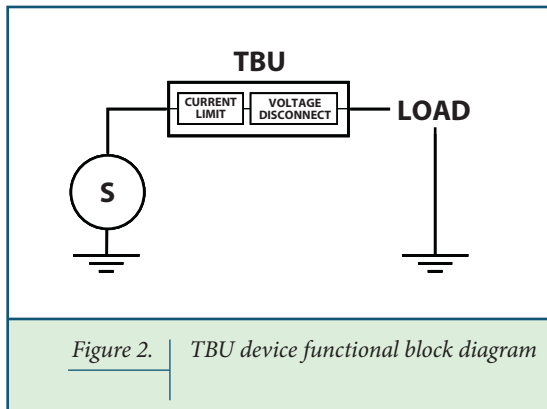 TBU
CURRENT
LIMIT
VOLTAGE
DISCONNECT
LOAD
S
Figure 2. TBU device functional block diagram